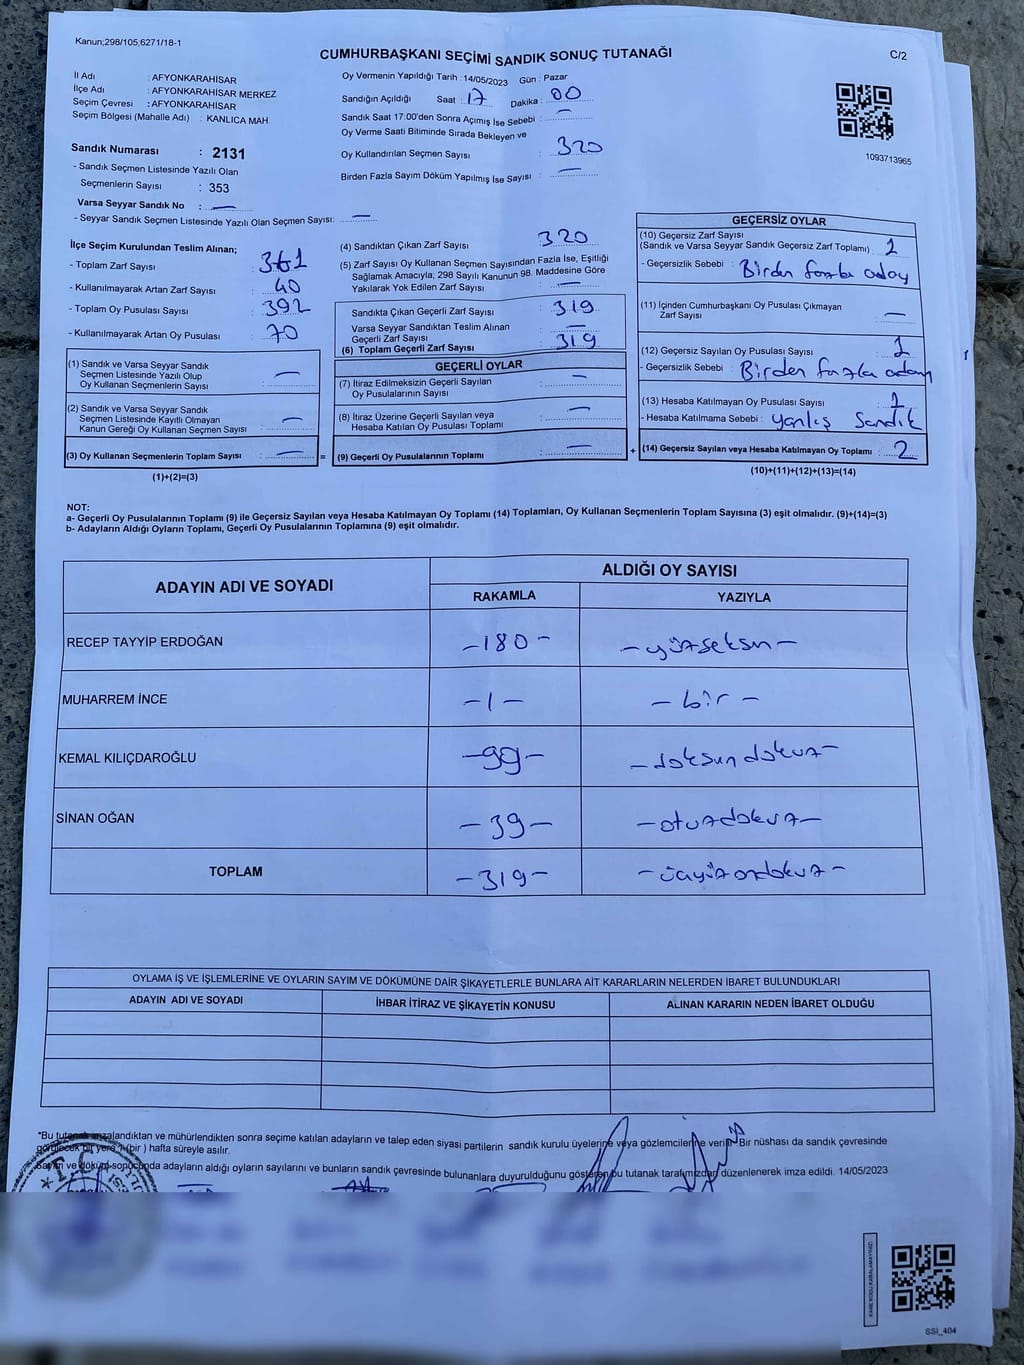 Kanun;298/105,6271/18-1
CUMHURBAŞKANI SEÇİMİ SANDIK SONUÇ TUTANAĞI
C/2
İl Adı : AFYONKARAHİSAR
İlçe Adı : AFYONKARAHİSAR MERKEZ
Seçim Çevresi : AFYONKARAHİSAR
Seçim Bölgesi (Mahalle Adı) : KANLICA MAH.
Sandık Numarası : 2131
- Sandık Seçmen Listesinde Yazılı Olan
Seçmenlerin Sayısı : 353
Varsa Seyyar Sandık No : —
- Seyyar Sandık Seçmen Listesinde Yazılı Olan Seçmen Sayısı: —
Oy Vermenin Yapıldığı Tarih : 14/05/2023 Gün : Pazar
Sandığın Açıldığı Saat : 17 Dakika : 00
Sandık Saat 17.00'den Sonra Açımış İse Sebebi : —
Oy Verme Saati Bitiminde Sırada Bekleyen ve
Oy Kullandırılan Seçmen Sayısı : 320
Birden Fazla Sayım Döküm Yapılmış İse Sayısı : —
1093713965
İlçe Seçim Kurulundan Teslim Alınan;
- Toplam Zarf Sayısı : 361
- Kullanılmayarak Artan Zarf Sayısı : 40
- Toplam Oy Pusulası Sayısı : 392
- Kullanılmayarak Artan Oy Pusulası : 70
(4) Sandıktan Çıkan Zarf Sayısı : 320
(5) Zarf Sayısı Oy Kullanan Seçmen Sayısından Fazla İse, Eşitliği
Sağlamak Amacıyla; 298 Sayılı Kanunun 98. Maddesine Göre
Yakılarak Yok Edilen Zarf Sayısı : —
Sandıkta Çıkan Geçerli Zarf Sayısı : 319
Varsa Seyyar Sandıktan Teslim Alınan
Geçerli Zarf Sayısı : —
(6) Toplam Geçerli Zarf Sayısı : 319
GEÇERSİZ OYLAR
(10) Geçersiz Zarf Sayısı
(Sandık ve Varsa Seyyar Sandık Geçersiz Zarf Toplamı) : 1
- Geçersizlik Sebebi : Birden fazla aday
(11) İçinden Cumhurbaşkanı Oy Pusulası Çıkmayan
Zarf Sayısı : —
(12) Geçersiz Sayılan Oy Pusulası Sayısı : 1
- Geçersizlik Sebebi : Birden fazla aday
(13) Hesaba Katılmayan Oy Pusulası Sayısı : 1
- Hesaba Katılmama Sebebi : Yanlış Sandık
(14) Geçersiz Sayılan veya Hesaba Katılmayan Oy Toplamı : 2
(10)+(11)+(12)+(13)=(14)
(1) Sandık ve Varsa Seyyar Sandık
Seçmen Listesinde Yazılı Olup
Oy Kullanan Seçmenlerin Sayısı : —
(2) Sandık ve Varsa Seyyar Sandık
Seçmen Listesinde Kayıtlı Olmayan
Kanun Gereği Oy Kullanan Seçmen Sayısı : —
(3) Oy Kullanan Seçmenlerin Toplam Sayısı : — =
(1)+(2)=(3)
GEÇERLİ OYLAR
(7) İtiraz Edilmeksizin Geçerli Sayılan
Oy Pusulalarının Sayısı : —
(8) İtiraz Üzerine Geçerli Sayılan veya
Hesaba Katılan Oy Pusulası Toplamı : —
(9) Geçerli Oy Pusulalarının Toplamı : — +
NOT:
a- Geçerli Oy Pusulalarının Toplamı (9) ile Geçersiz Sayılan veya Hesaba Katılmayan Oy Toplamı (14) Toplamları, Oy Kullanan Seçmenlerin Toplam Sayısına (3) eşit olmalıdır. (9)+(14)=(3)
b- Adayların Aldığı Oyların Toplamı, Geçerli Oy Pusulalarının Toplamına (9) eşit olmalıdır.
ADAYIN ADI VE SOYADI
ALDIĞI OY SAYISI
RAKAMLA YAZIYLA
RECEP TAYYİP ERDOĞAN -180- -yüzseksen-
MUHARREM İNCE -1- -bir-
KEMAL KILIÇDAROĞLU -99- -doksandokuz-
SİNAN OĞAN -39- -otuzdokuz-
TOPLAM -319- -üçyüzondokuz-
OYLAMA İŞ VE İŞLEMLERİNE VE OYLARIN SAYIM VE DÖKÜMÜNE DAİR ŞİKAYETLERLE BUNLARA AİT KARARLARIN NELERDEN İBARET BULUNDUKLARI
ADAYIN ADI VE SOYADI İHBAR İTİRAZ VE ŞİKAYETİN KONUSU ALINAN KARARIN NEDEN İBARET OLDUĞU
*Bu tutanak imzalandıktan ve mühürlendikten sonra seçime katılan adayların ve talep eden siyasi partilerin sandık kurulu üyelerine veya gözlemcilerine verilir. Bir nüshası da sandık çevresinde
görülecek bir yere 1 (bir ) hafta süreyle asılır.
Sayım ve döküm sonucunda adayların aldığı oyların sayılarını ve bunların sandık çevresinde bulunanlara duyurulduğunu gösteren bu tutanak tarafımızdan düzenlenerek imza edildi. 14/05/2023
T.C.
KARE KODU KARALAMAYINIZ!
SSI_404